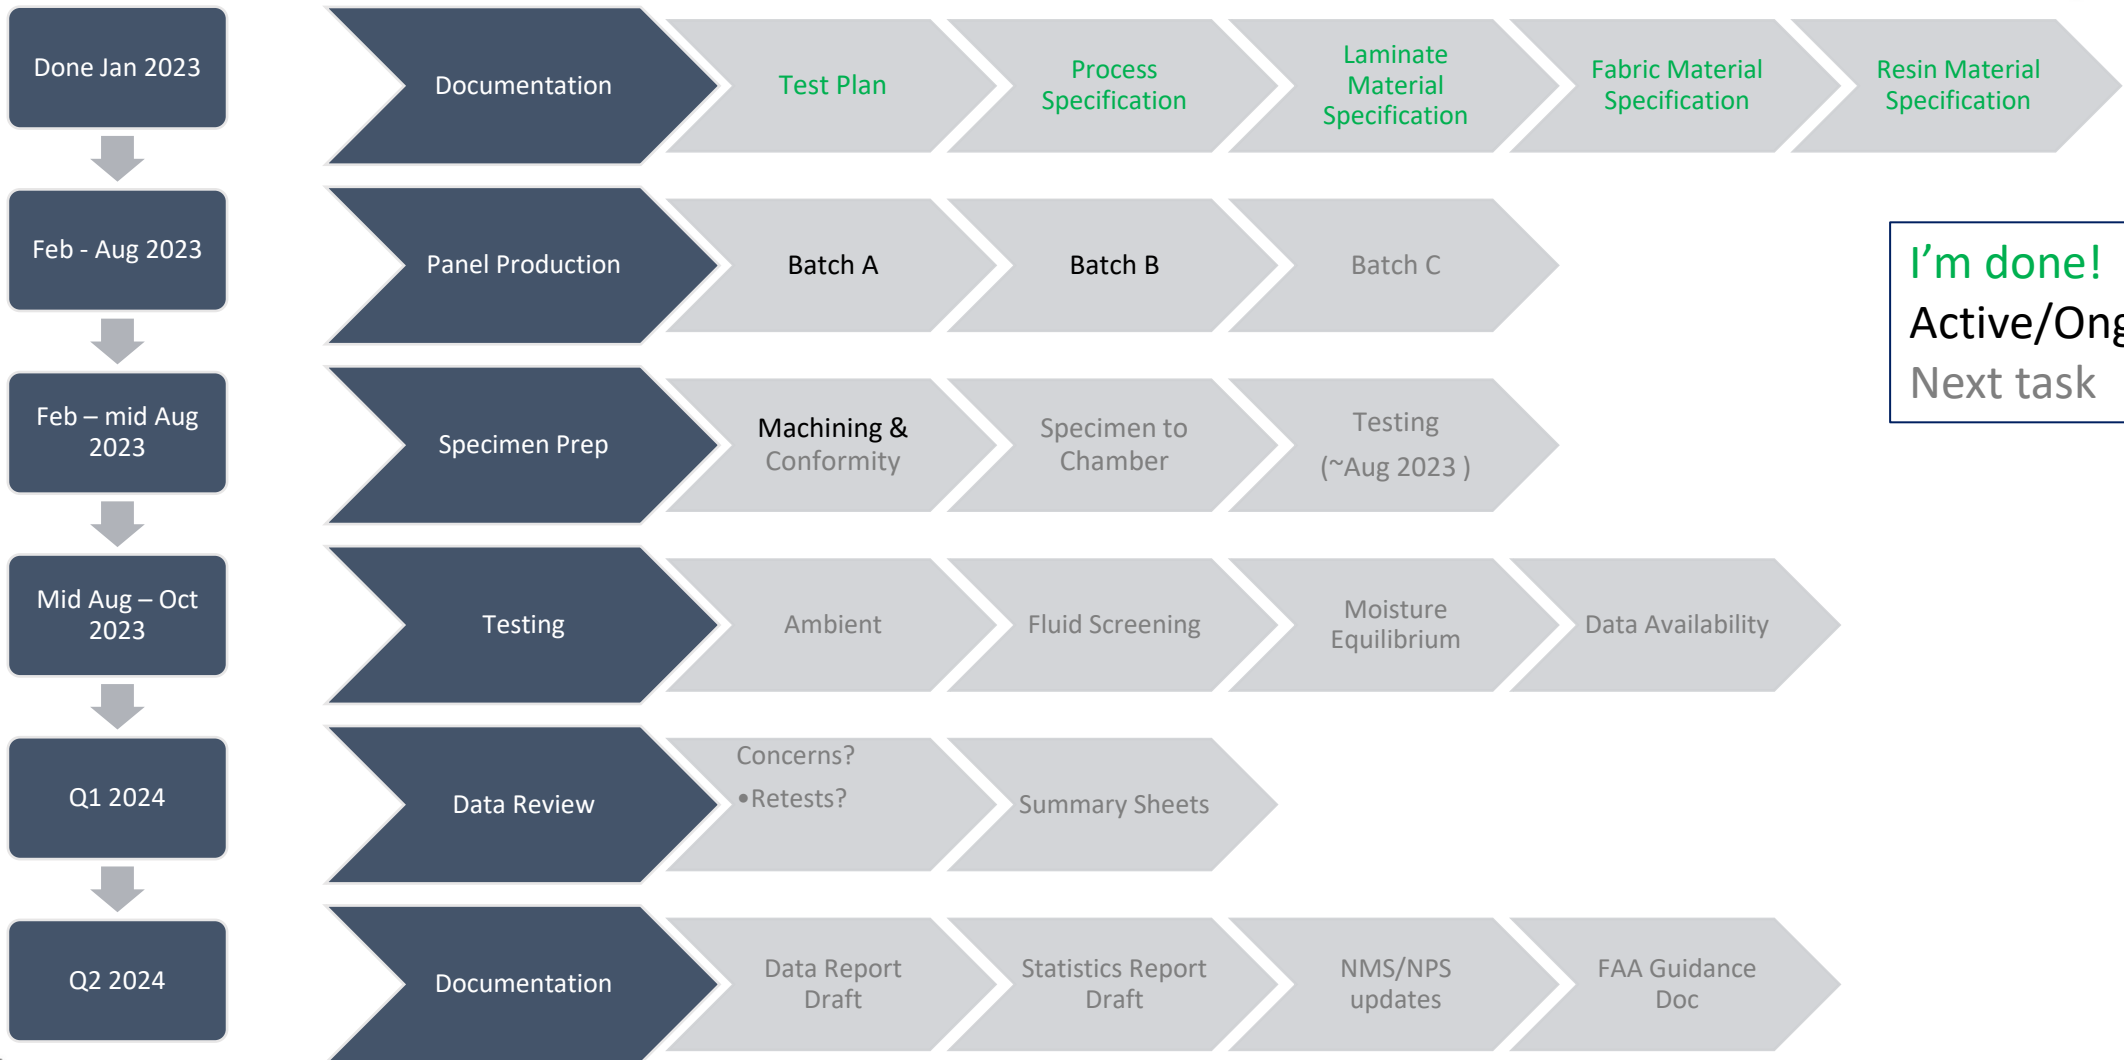 Done Jan 2023
Documentation
Test Plan
Process
Specification
Laminate
Material
Specification
Fabric Material
Specification
Resin Material
Specification
Feb - Aug 2023
Panel Production
Batch A
Batch B
Batch C
I'm done!
Active/Ong
Next task
Feb – mid Aug
2023
Specimen Prep
Machining &
Conformity
Specimen to
Chamber
Testing
(~Aug 2023 )
Mid Aug – Oct
2023
Testing
Ambient
Fluid Screening
Moisture
Equilibrium
Data Availability
Q1 2024
Data Review
Concerns?
•Retests?
Summary Sheets
Q2 2024
Documentation
Data Report
Draft
Statistics Report
Draft
NMS/NPS
updates
FAA Guidance
Doc